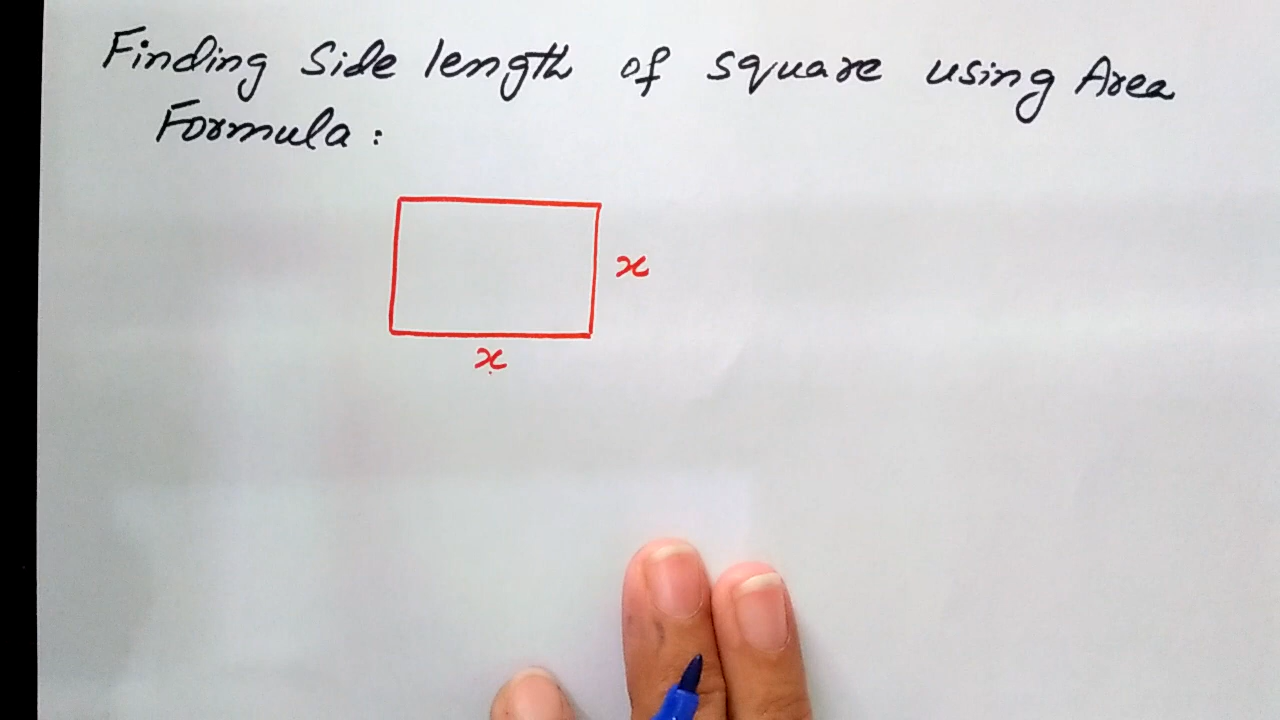 Finding Side length of square using Area
Formula:
x
x